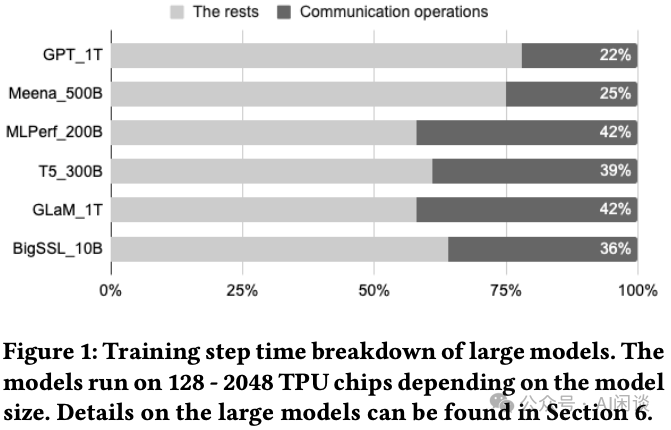 The rests Communication operations
GPT_1T 22%
Meena_500B 25%
MLPerf_200B 42%
T5_300B 39%
GLaM_1T 42%
BigSSL_10B 36%
0% 25% 50% 75% 100%
Figure 1: Training step time breakdown of large models. The
models run on 128 - 2048 TPU chips depending on the model
size. Details on the large models can be found in Section 6.
公众号 · AI闲谈